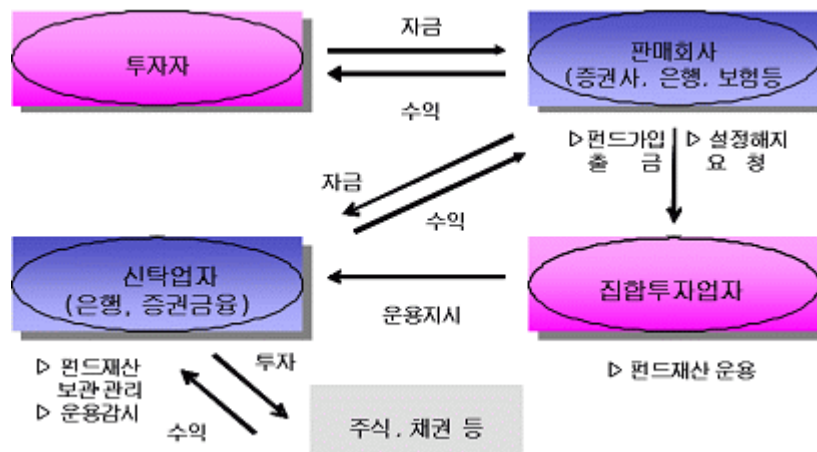 자금
투자자
판매회사
(증권사, 은행, 보험등
수익
▷펀드가입
출 금
▷ 설정해지
요 청
자금
수익
신탁업자
(은행, 증권금융)
집합투자업자
운용지시
▷ 펀드재산
보관·관리
▷ 운용감시
투자
수익
▷ 펀드재산 운용
주식, 채권 등